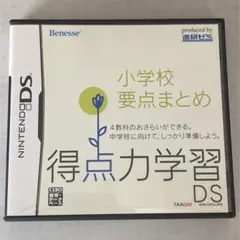 NINTENDO DS
Benesse®
produced by
進研ゼミ
小学校
要点まとめ
4教科のおさらいができる。
中学校に向けて、しっかり準備しよう。
得点力学習
DS